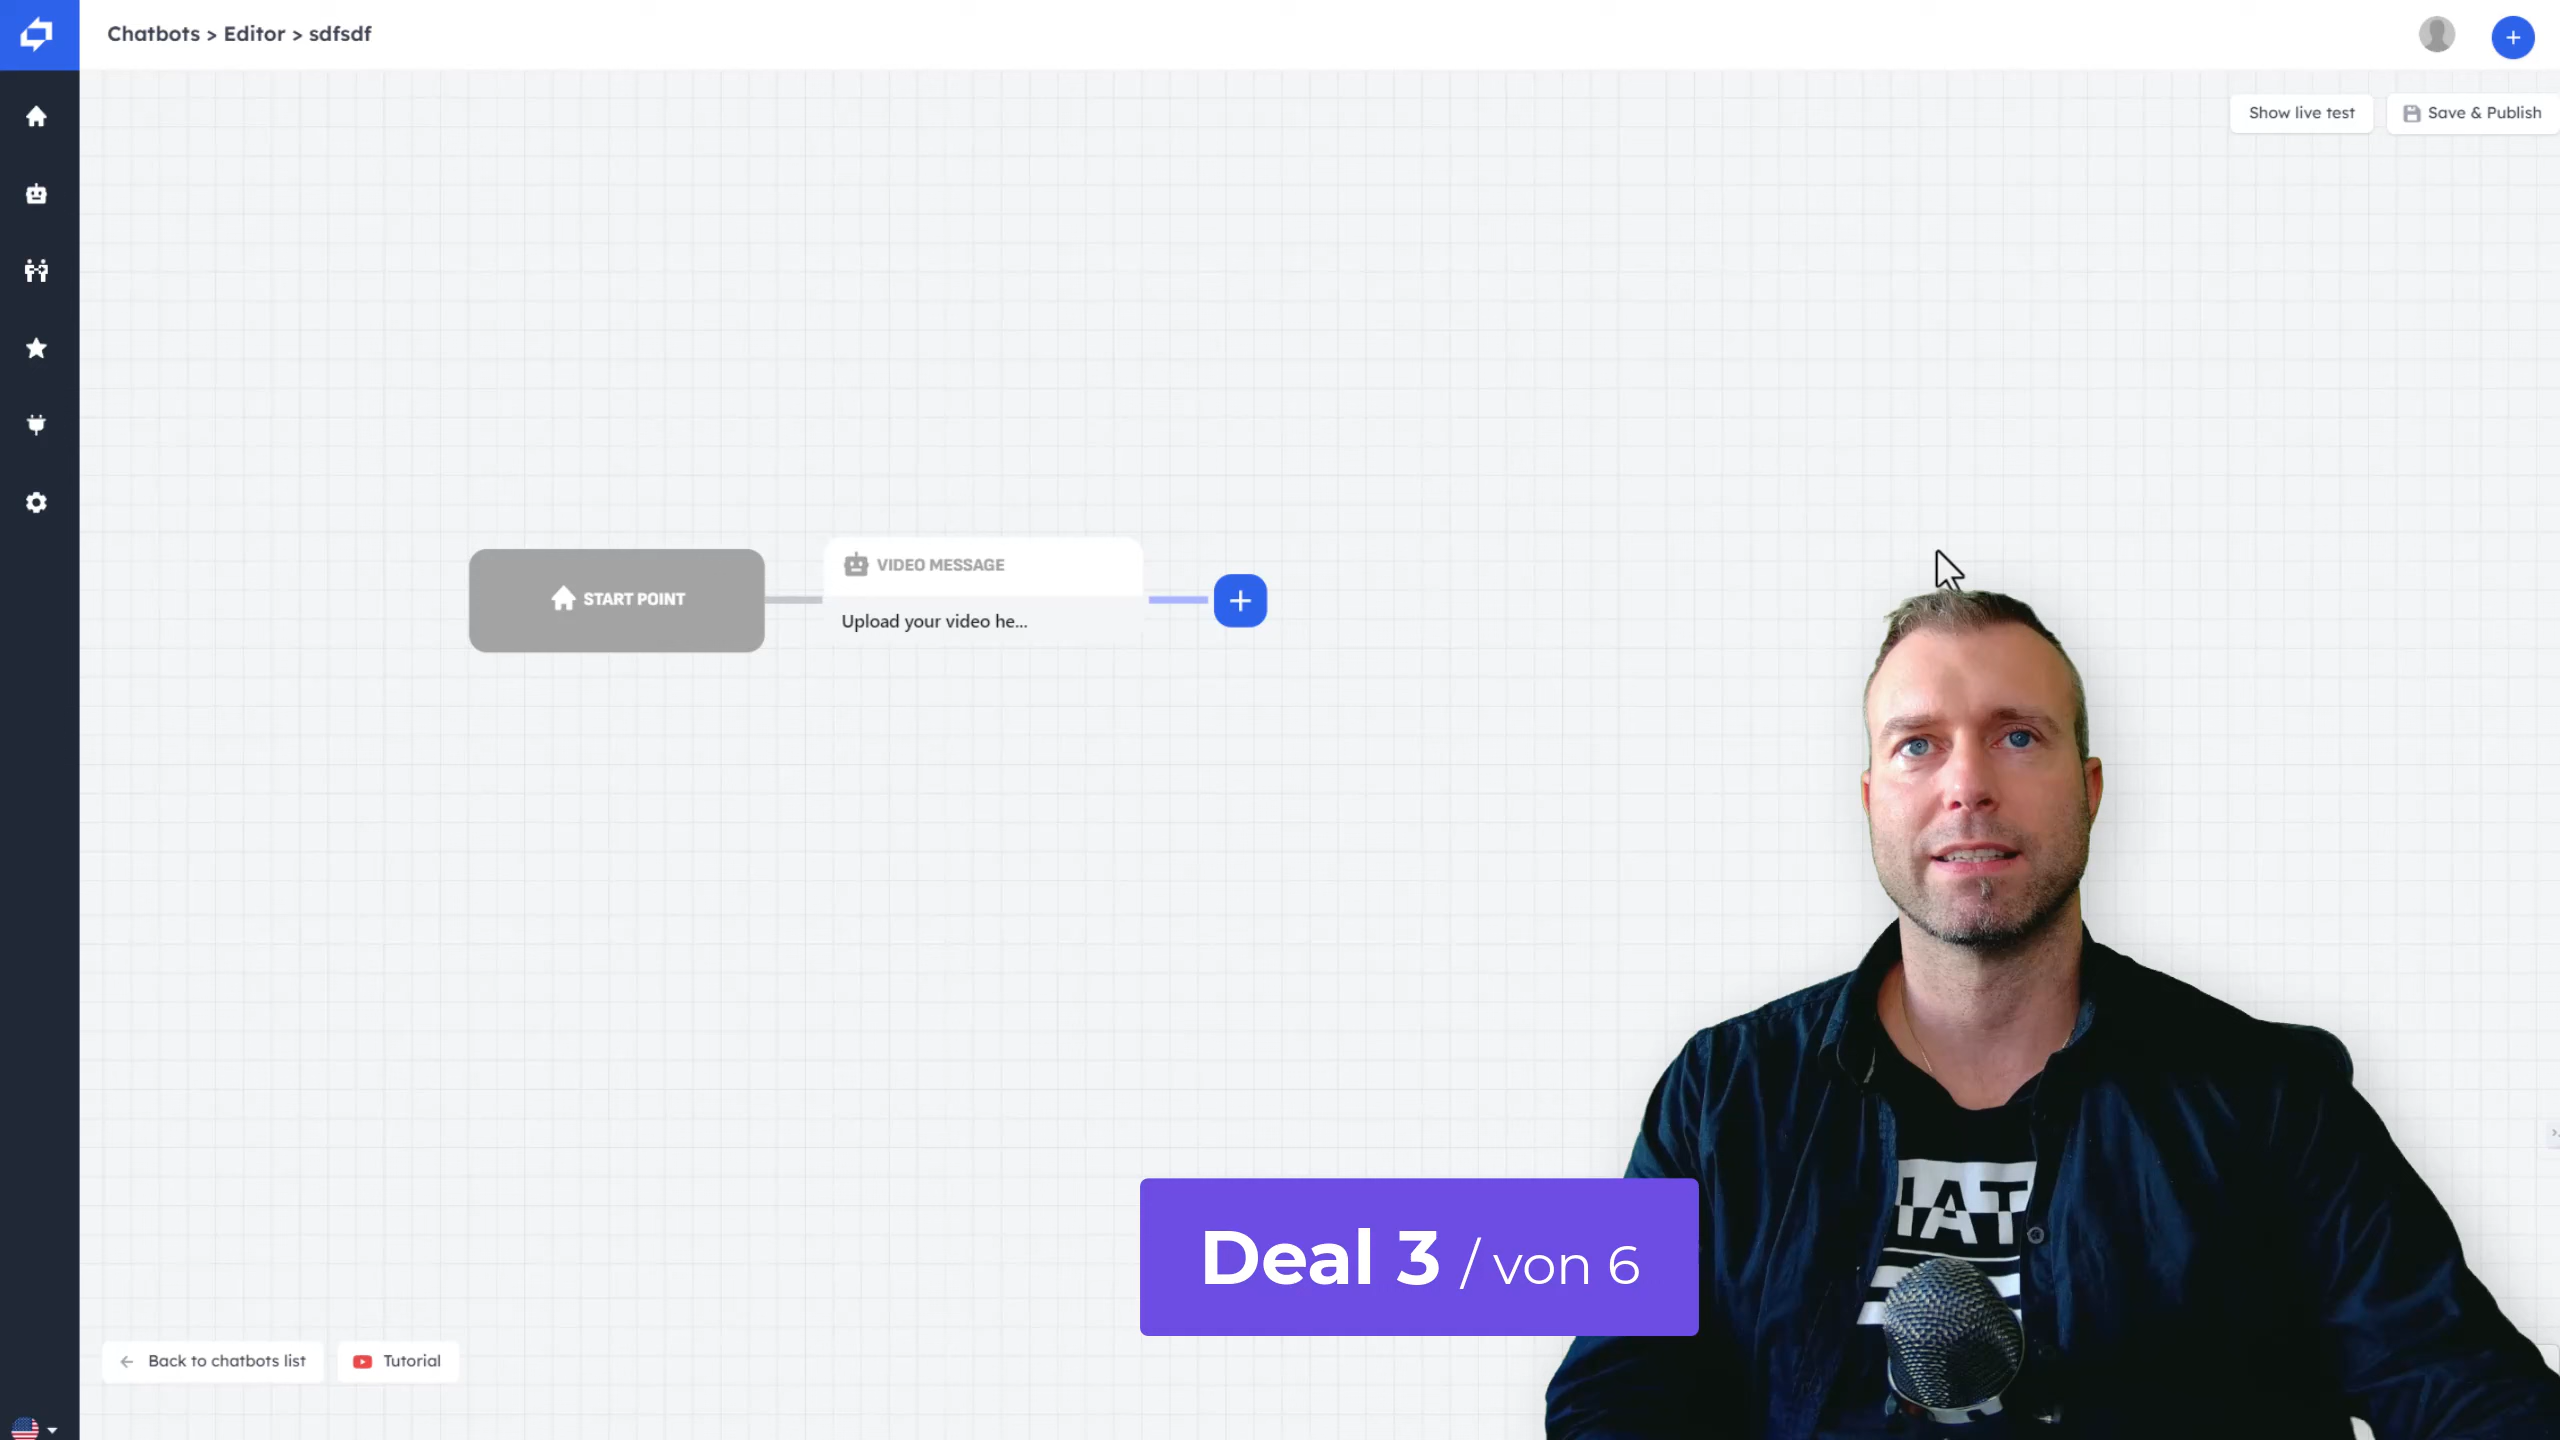 Chatbots > Editor > sdfsdf
Show live test
Save & Publish
START POINT
VIDEO MESSAGE
Upload your video he...
Deal 3 / von 6
Back to chatbots list
Tutorial